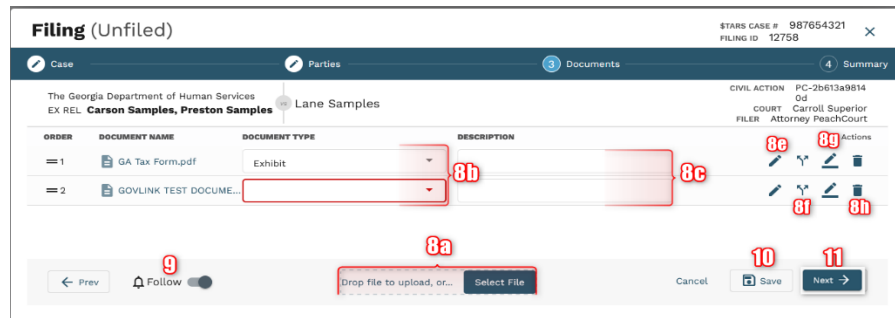 Filing (Unfiled)
$TARS CASE # 987654321
FILING ID 12758
Case
Parties
3 Documents
4 Summary
The Georgia Department of Human Services
EX REL Carson Samples, Preston Samples
vs
Lane Samples
CIVIL ACTION PC-2b613a9814
0d
COURT Carroll Superior
FILER Attorney PeachCourt
ORDER DOCUMENT NAME DOCUMENT TYPE DESCRIPTION Actions
8e 8g
1 GA Tax Form.pdf Exhibit
8b 8c
2 GOVLINK TEST DOCUME...
8f 8h
8a
9 10 11
Prev Follow Drop file to upload, or... Select File Cancel Save Next